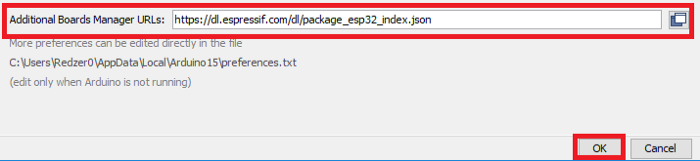 Additional Boards Manager URLs: https://dl.espressif.com/dl/package_esp32_index.json
More preferences can be edited directly in the file
C:\Users\Redzer0\AppData\Local\Arduino15\preferences.txt
(edit only when Arduino is not running)
OK Cancel